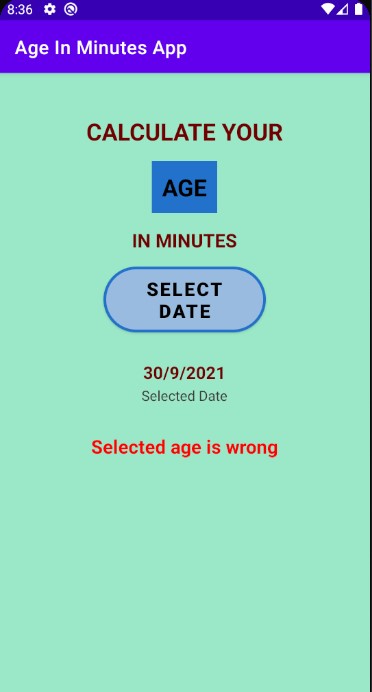 8:36
Age In Minutes App
CALCULATE YOUR
AGE
IN MINUTES
SELECT
DATE
30/9/2021
Selected Date
Selected age is wrong